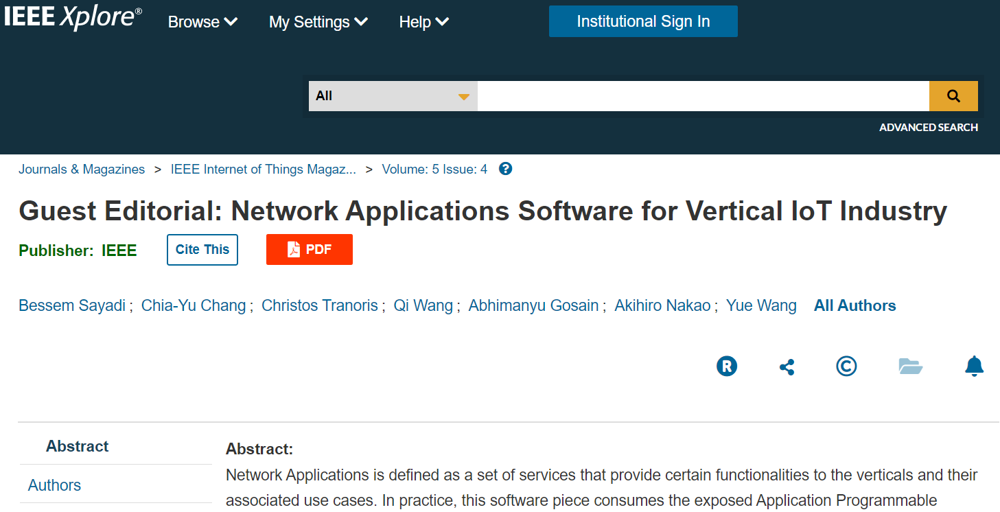 IEEE Xplore® Browse My Settings Help Institutional Sign In
All
ADVANCED SEARCH
Journals & Magazines > IEEE Internet of Things Magaz... > Volume: 5 Issue: 4 ?
Guest Editorial: Network Applications Software for Vertical IoT Industry
Publisher: IEEE Cite This PDF
Bessem Sayadi ; Chia-Yu Chang ; Christos Tranoris ; Qi Wang ; Abhimanyu Gosain ; Akihiro Nakao ; Yue Wang All Authors
R ©
Abstract
Authors
Abstract:
Network Applications is defined as a set of services that provide certain functionalities to the verticals and their
associated use cases. In practice, this software piece consumes the exposed Application Programmable